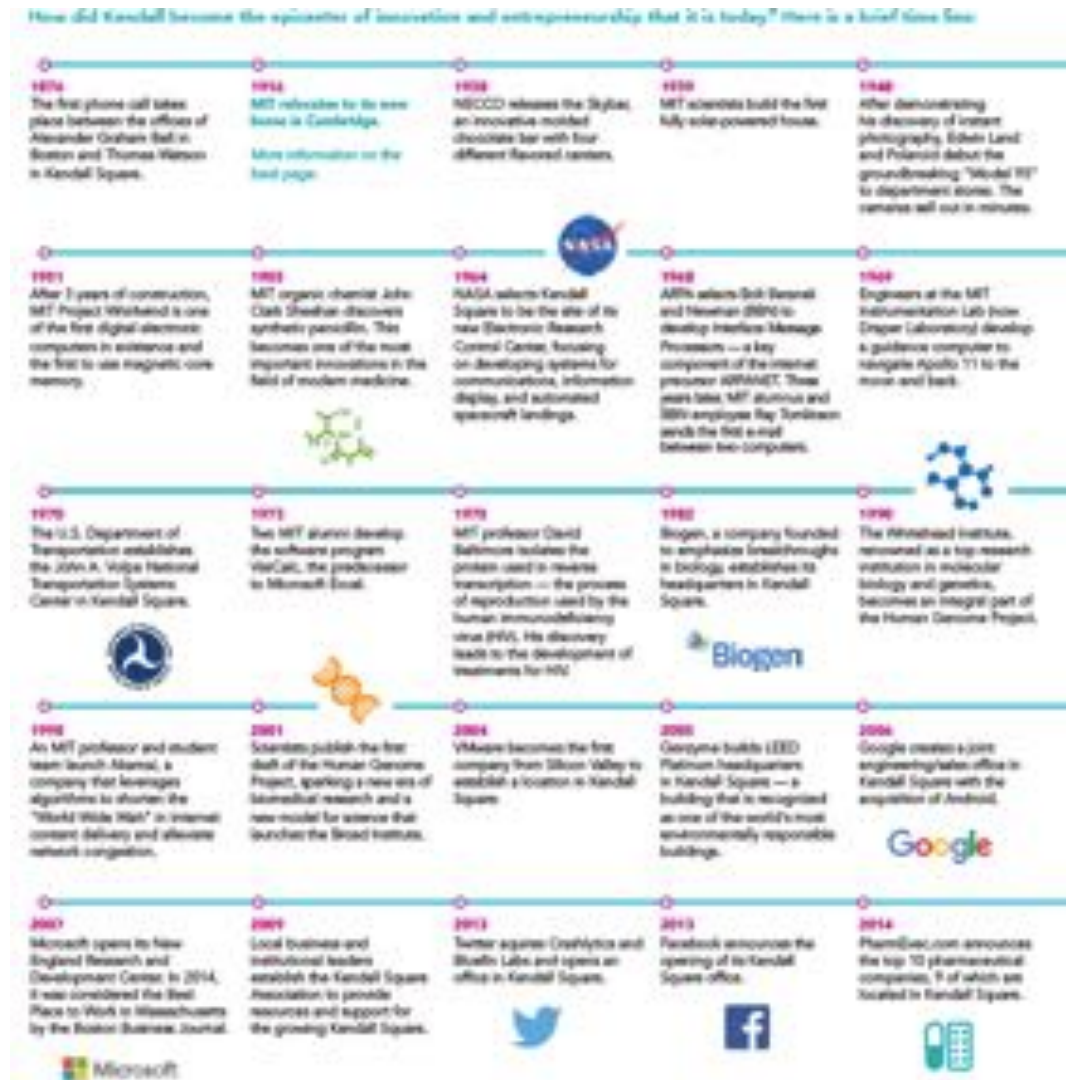 How did Kendall become the epicenter of innovation and entrepreneurship that it is today? Here is a brief time line:
1876
The first phone call takes
place between the offices of
Alexander Graham Bell in
Boston and Thomas Watson
in Kendall Square.
1916
MIT relocates to its new
home in Cambridge.
More information on the
back page.
1938
NECCO releases the Skybar,
an innovative molded
chocolate bar with four
different flavored centers.
1939
MIT scientists build the first
fully solar-powered house.
1948
After demonstrating
his discovery of instant
photography, Edwin Land
and Polaroid debut the
groundbreaking "Model 95"
to department stores. The
cameras sell out in minutes.
NASA
1951
After 3 years of construction,
MIT Project Whirlwind is one
of the first digital electronic
computers in existence and
the first to use magnetic core
memory.
MIT organic chemist John
Clark Sheehan discovers
synthetic penicillin. This
becomes one of the most
important innovations in the
field of modern medicine.
1964
NASA selects Kendall
Square to be the site of its
new Electronic Research
Control Center, focusing
on developing systems for
communications, information
display, and automated
spacecraft landings.
1968
ARPA selects Bolt Beranek
and Newman (BBN) to
develop Interface Message
Processors — a key
component of the internet
precursor ARPANET. Three
years later, MIT alumnus and
BBN employee Ray Tomlinson
sends the first e-mail
between two computers.
1969
Engineers at the MIT
Instrumentation Lab (now
Draper Laboratory) develop
a guidance computer to
navigate Apollo 11 to the
moon and back.
1970
The U.S. Department of
Transportation establishes
the John A. Volpe National
Transportation Systems
Center in Kendall Square.
Two MIT alumni develop
the software program
VisiCalc, the predecessor
to Microsoft Excel.
MIT professor David
Baltimore isolates the
protein used in reverse
transcription — the process
of reproduction used by the
human immunodeficiency
virus (HIV). His discovery
leads to the development of
treatments for HIV.
1982
Biogen, a company founded
to emphasize breakthroughs
in biology, establishes its
headquarters in Kendall
Square.
Biogen
1990
The Whitehead Institute,
renowned as a top research
institution in molecular
biology and genetics,
becomes an integral part of
the Human Genome Project.
1998
An MIT professor and student
team launch Akamai, a
company that leverages
algorithms to shorten the
"World Wide Wait" in internet
content delivery and alleviate
network congestion.
2001
Scientists publish the first
draft of the Human Genome
Project, sparking a new era of
biomedical research and a
new model for science that
launches the Broad Institute.
2004
VMware becomes the first
company from Silicon Valley to
establish a location in Kendall
Square
Genzyme builds LEED
Platinum headquarters
in Kendall Square — a
building that is recognized
as one of the world's most
environmentally responsible
buildings.
2006
Google creates a joint
engineering/sales office in
Kendall Square with the
acquisition of Android.
Google
2007
Microsoft opens its New
England Research and
Development Center. In 2014,
it was considered the Best
Place to Work in Massachusetts
by the Boston Business Journal.
Microsoft
2009
Local business and
institutional leaders
establish the Kendall Square
Association to provide
resources and support for
the growing Kendall Square.
Twitter aquires Crashlytics and
Bluefin Labs and opens an
office in Kendall Square.
2013
Facebook announces the
opening of its Kendall
Square office.
2014
PharmExec.com announces
the top 10 pharmaceutical
companies, 9 of which are
located in Kendall Square.